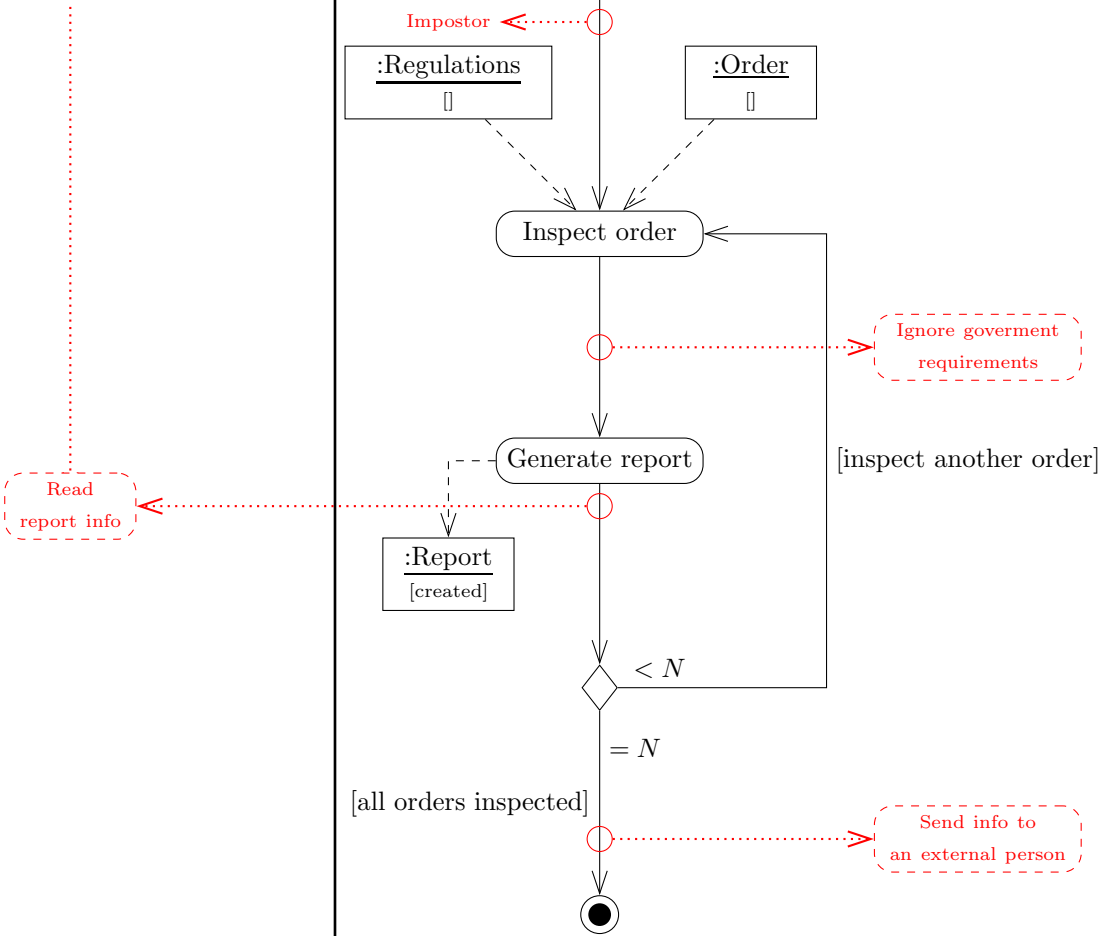 Impostor
:Regulations
[]
:Order
[]
Inspect order
Ignore goverment
requirements
Generate report
[inspect another order]
Read
report info
:Report
[created]
< N
= N
[all orders inspected]
Send info to
an external person